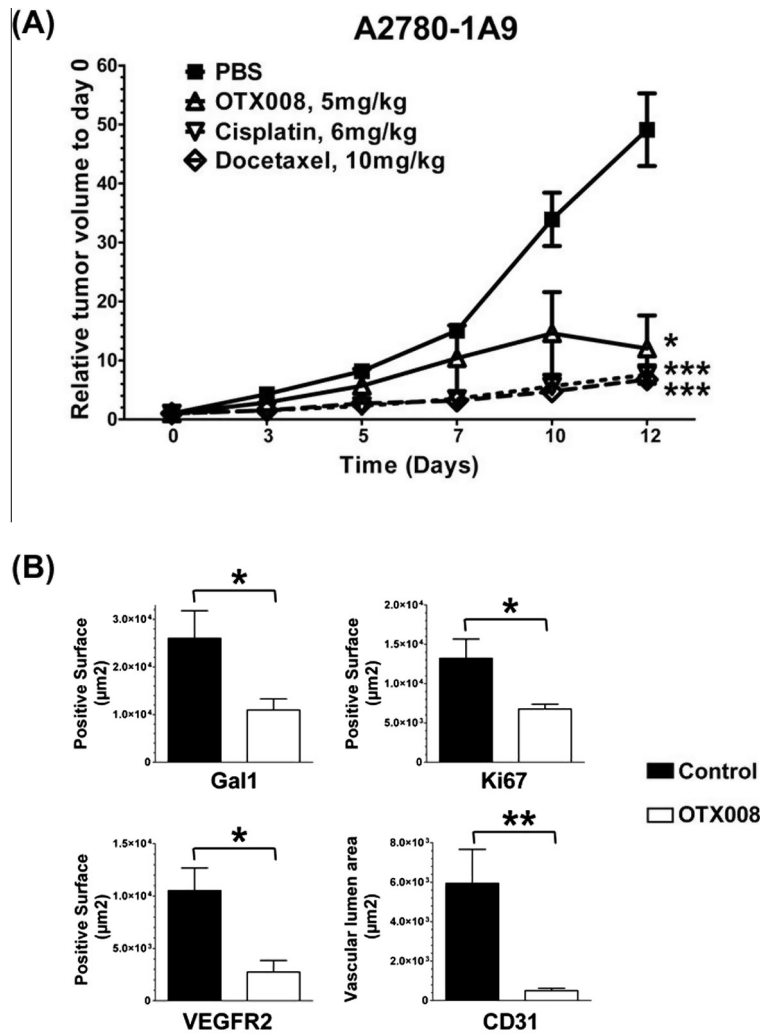 (A)
A2780-1A9
PBS
OTX008, 5mg/kg
Cisplatin, 6mg/kg
Docetaxel, 10mg/kg
Relative tumor volume to day 0
60
50
40
30
20
10
0
*
***
***
0 3 5 7 10 12
Time (Days)
(B)
Positive Surface
(µm2)
3.0×10⁴
2.0×10⁴
1.0×10⁴
0
*
Gal1
Positive Surface
(µm2)
2.0×10⁴
1.5×10⁴
1.0×10⁴
5.0×10³
0
*
Ki67
Control
OTX008
Positive Surface
(µm2)
1.5×10⁴
1.0×10⁴
5.0×10³
0
*
VEGFR2
Vascular lumen area
(µm2)
8.0×10³
6.0×10³
4.0×10³
2.0×10³
0
**
CD31